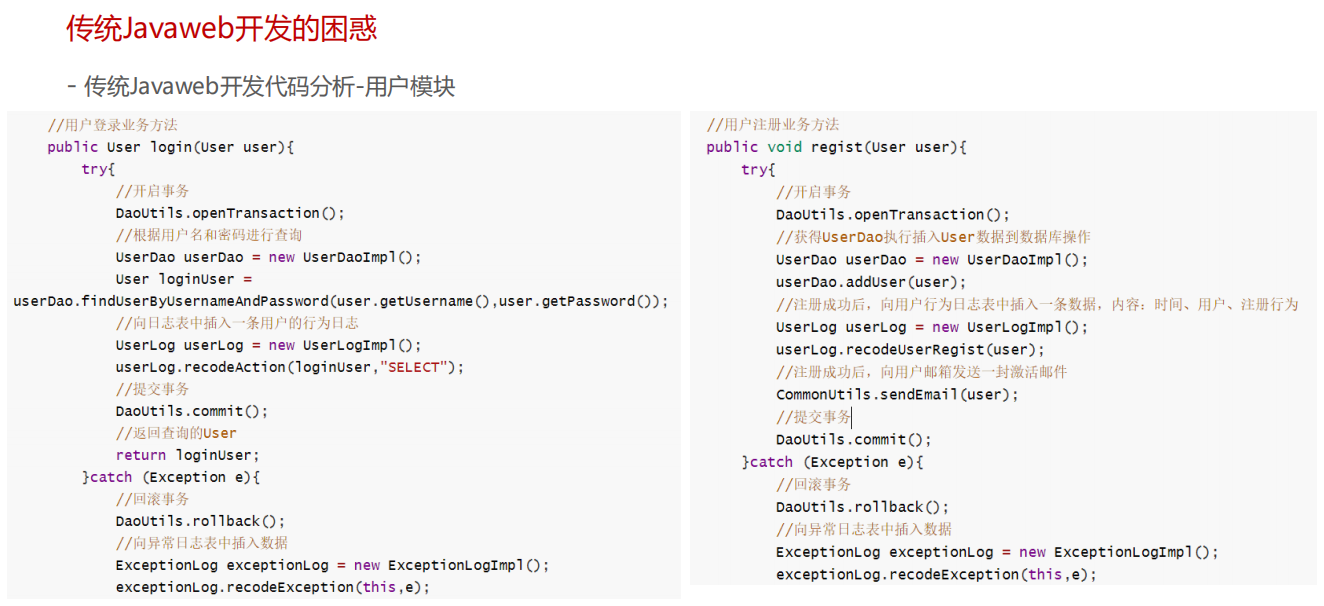 传统Javaweb开发的困惑
- 传统Javaweb开发代码分析-用户模块
//用户登录业务方法
public User login(User user){
try{
//开启事务
DaoUtils.openTransaction();
//根据用户名和密码进行查询
UserDao userDao = new UserDaoImpl();
User loginUser =
userDao.findUserByUsernameAndPassword(user.getUsername(),user.getPassword());
//向日志表中插入一条用户的行为日志
UserLog userLog = new UserLogImpl();
userLog.recodeAction(loginUser,"SELECT");
//提交事务
DaoUtils.commit();
//返回查询的User
return loginUser;
}catch (Exception e){
//回滚事务
DaoUtils.rollback();
//向异常日志表中插入数据
ExceptionLog exceptionLog = new ExceptionLogImpl();
exceptionLog.recodeException(this,e);
//用户注册业务方法
public void regist(User user){
try{
//开启事务
DaoUtils.openTransaction();
//获得UserDao执行插入User数据到数据库操作
UserDao userDao = new UserDaoImpl();
userDao.addUser(user);
//注册成功后，向用户行为日志表中插入一条数据，内容：时间、用户、注册行为
UserLog userLog = new UserLogImpl();
userLog.recodeUserRegist(user);
//注册成功后，向用户邮箱发送一封激活邮件
CommonUtils.sendEmail(user);
//提交事务
DaoUtils.commit();
}catch (Exception e){
//回滚事务
DaoUtils.rollback();
//向异常日志表中插入数据
ExceptionLog exceptionLog = new ExceptionLogImpl();
exceptionLog.recodeException(this,e);